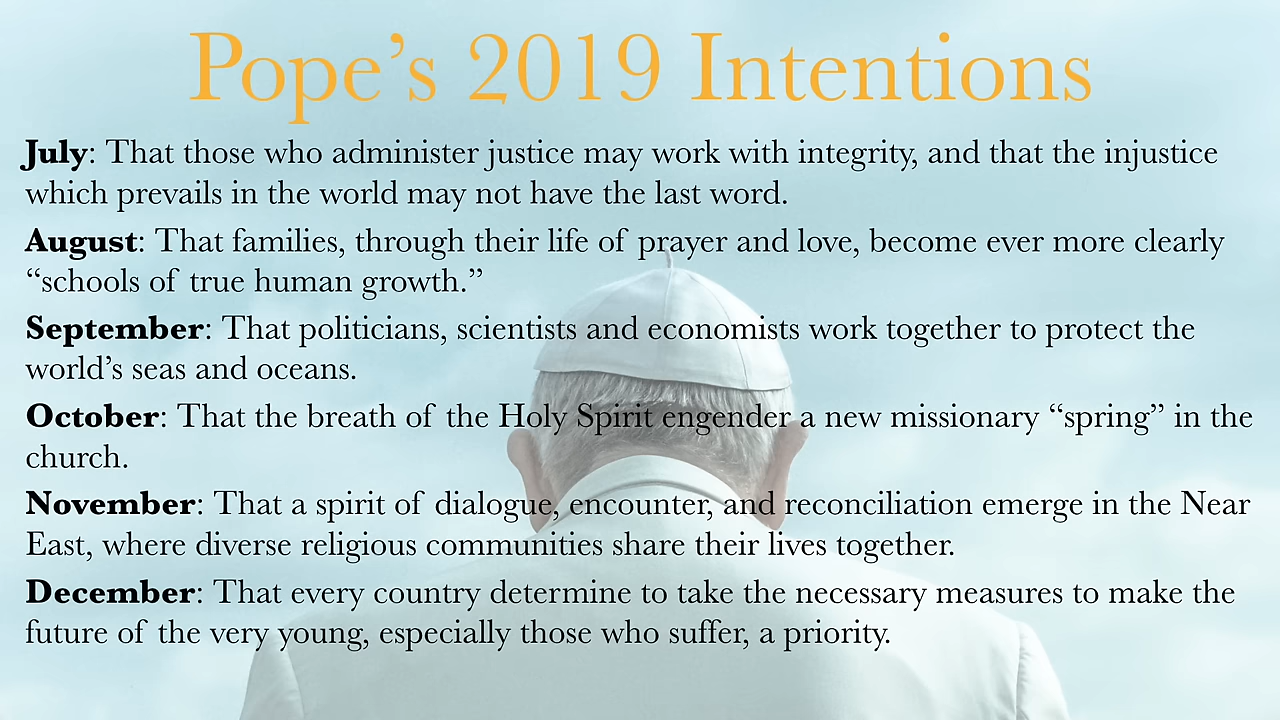 Pope’s 2019 Intentions
July: That those who administer justice may work with integrity, and that the injustice
which prevails in the world may not have the last word.
August: That families, through their life of prayer and love, become ever more clearly
“schools of true human growth.”
September: That politicians, scientists and economists work together to protect the
world’s seas and oceans.
October: That the breath of the Holy Spirit engender a new missionary “spring” in the
church.
November: That a spirit of dialogue, encounter, and reconciliation emerge in the Near
East, where diverse religious communities share their lives together.
December: That every country determine to take the necessary measures to make the
future of the very young, especially those who suffer, a priority.